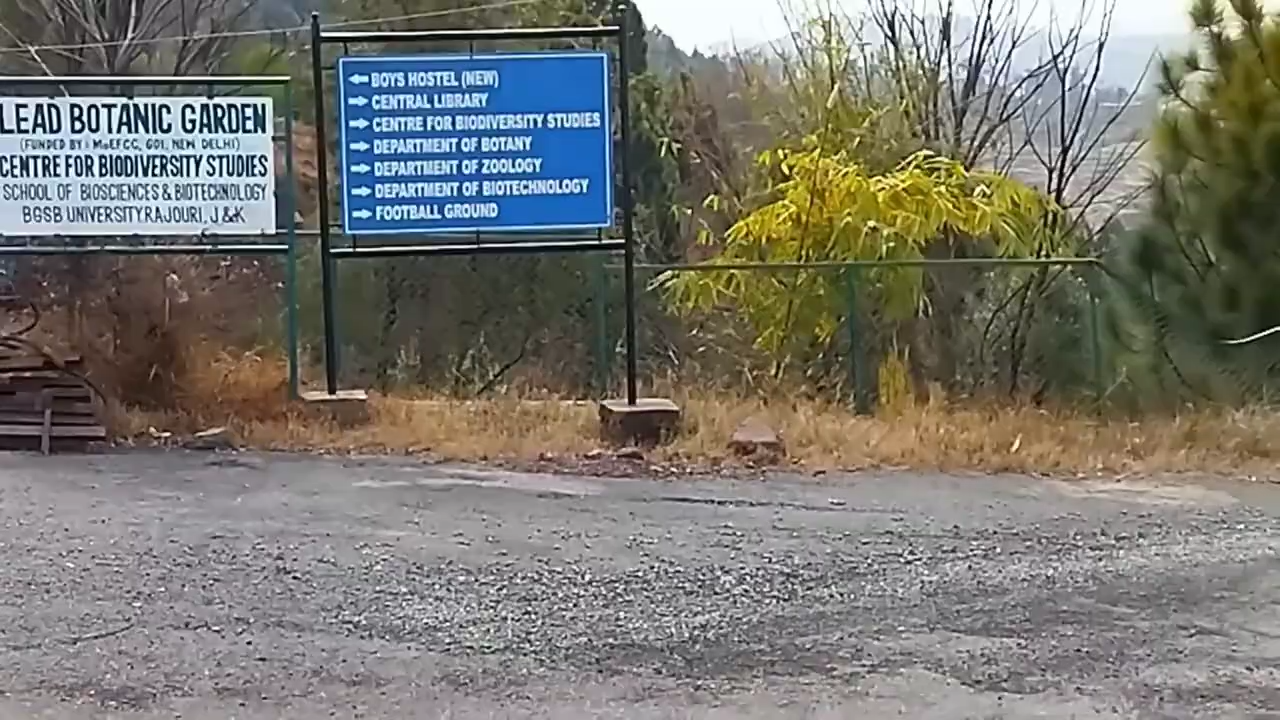 LEAD BOTANIC GARDEN
(FUNDED BY : MoEFCC, GOI, NEW DELHI)
CENTRE FOR BIODIVERSITY STUDIES
SCHOOL OF BIOSCIENCES & BIOTECHNOLOGY
BGSB UNIVERSITY RAJOURI, J&K
← BOYS HOSTEL (NEW)
→ CENTRAL LIBRARY
→ CENTRE FOR BIODIVERSITY STUDIES
→ DEPARTMENT OF BOTANY
→ DEPARTMENT OF ZOOLOGY
→ DEPARTMENT OF BIOTECHNOLOGY
→ FOOTBALL GROUND